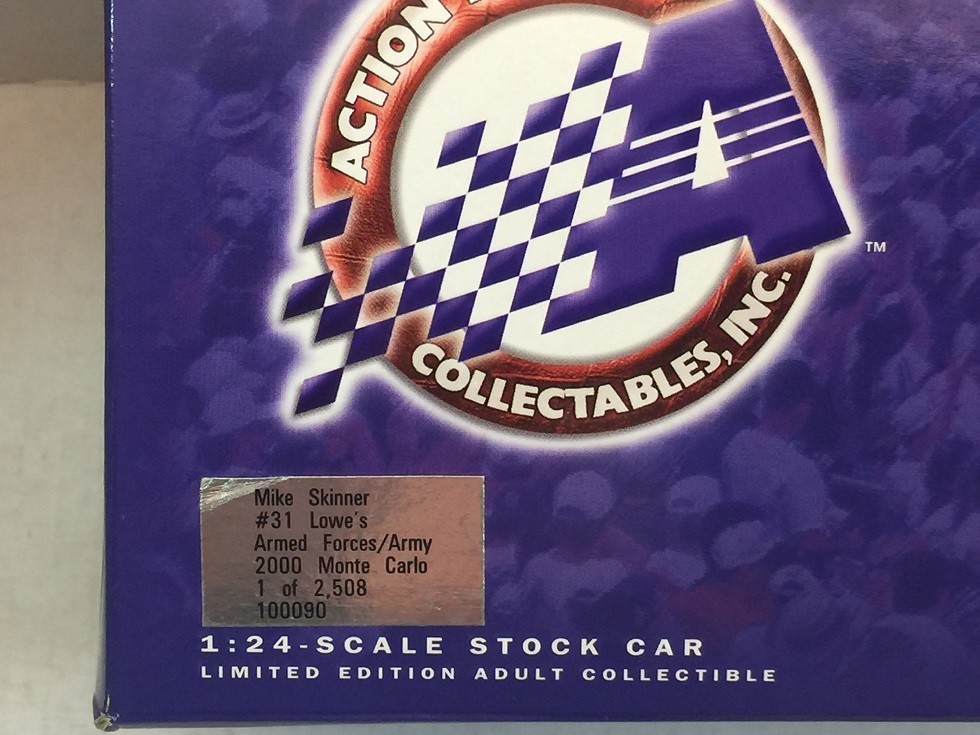 ACTION
COLLECTABLES, INC.
TM
Mike Skinner
#31 Lowe's
Armed Forces/Army
2000 Monte Carlo
1 of 2,508
100090
1:24-SCALE STOCK CAR
LIMITED EDITION ADULT COLLECTIBLE